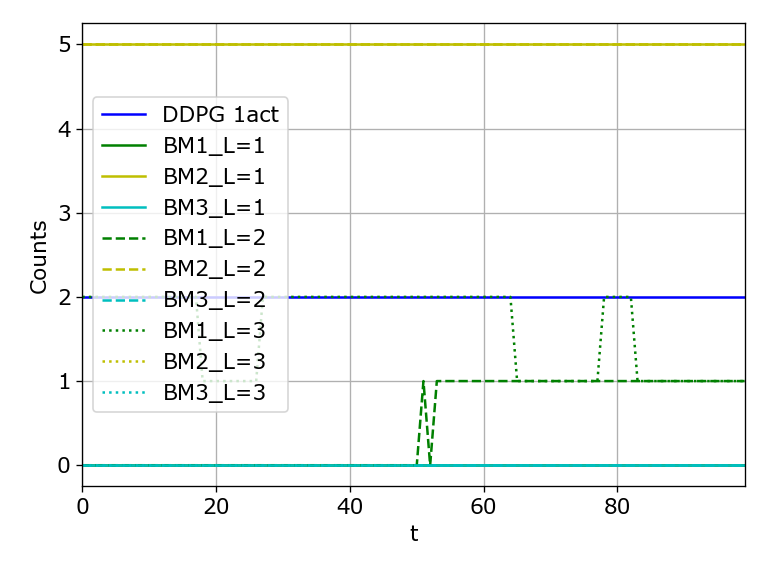 5
4
3
2
1
0
Counts
DDPG 1act
BM1_L=1
BM2_L=1
BM3_L=1
BM1_L=2
BM2_L=2
BM3_L=2
BM1_L=3
BM2_L=3
BM3_L=3
0 20 40 60 80
t